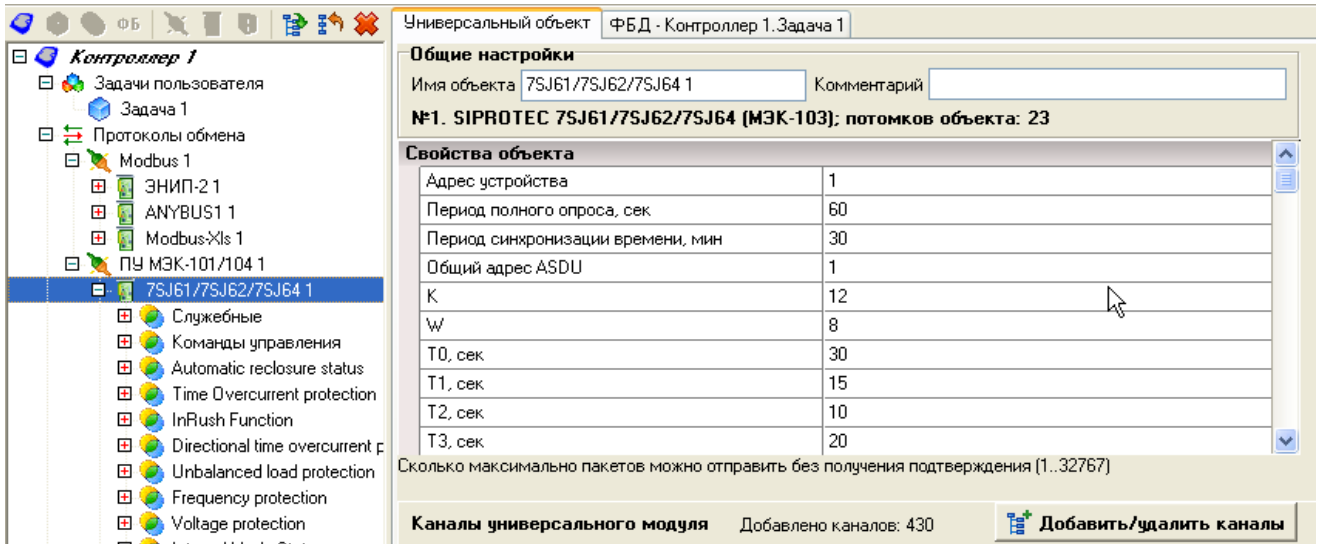 ФБ
Контроллер 1
Задачи пользователя
Задача 1
Протоколы обмена
Modbus 1
ЭНИП-2 1
ANYBUS1 1
Modbus-Xls 1
ПУ МЭК-101/104 1
7SJ61/7SJ62/7SJ64 1
Служебные
Команды управления
Automatic reclosure status
Time Overcurrent protection
InRush Function
Directional time overcurrent p
Unbalanced load protection
Frequency protection
Voltage protection
Универсальный объект
ФБД - Контроллер 1.Задача 1
Общие настройки
Имя объекта 7SJ61/7SJ62/7SJ64 1 Комментарий
№1. SIPROTEC 7SJ61/7SJ62/7SJ64 (МЭК-103); потомков объекта: 23
Свойства объекта
Адрес устройства 1
Период полного опроса, сек 60
Период синхронизации времени, мин 30
Общий адрес ASDU 1
K 12
W 8
T0, сек 30
T1, сек 15
T2, сек 10
T3, сек 20
Сколько максимально пакетов можно отправить без получения подтверждения (1..32767)
Каналы универсального модуля Добавлено каналов: 430 Добавить/удалить каналы